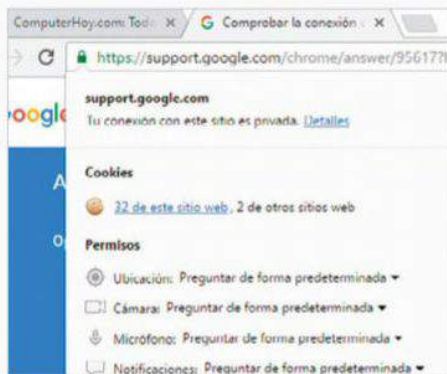 ComputerHoy.com: Tod
Comprobar la conexión
https://support.google.com/chrome/answer/95617?
oogle
support.google.com
Tu conexión con este sitio es privada. Detalles
A
Cookies
32 de este sitio web, 2 de otros sitios web
Permisos
Ubicación: Preguntar de forma predeterminada
Cámara: Preguntar de forma predeterminada
Micrófono: Preguntar de forma predeterminada
Notificaciones: Preguntar de forma predeterminada